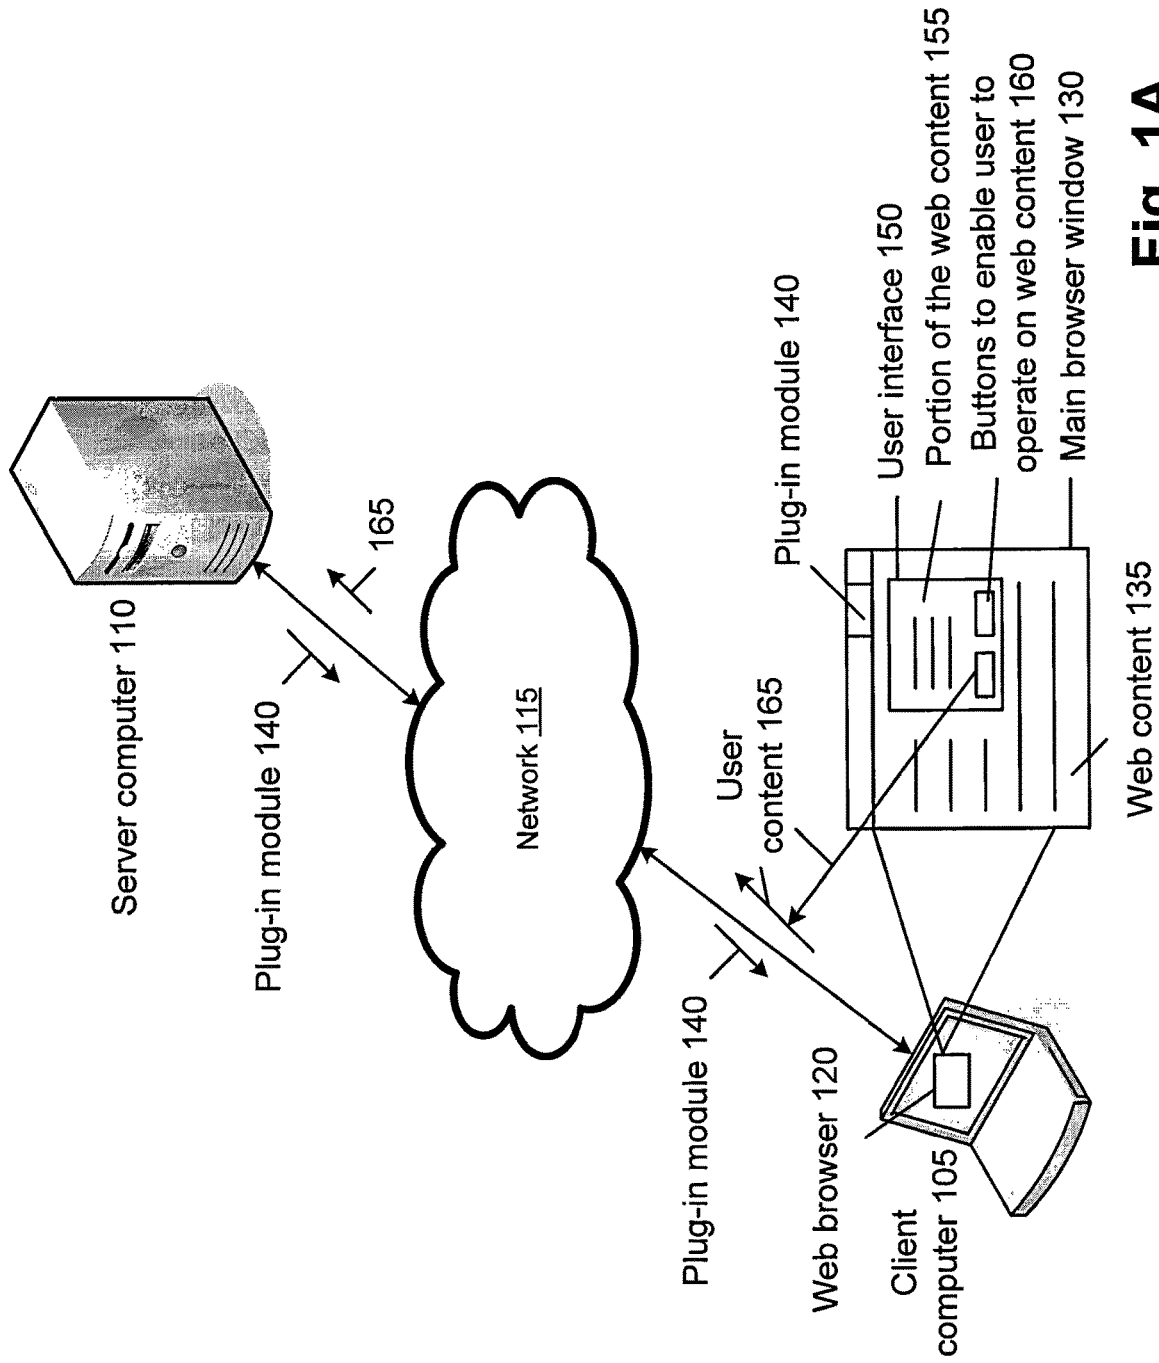 Server computer 110
Plug-in module 140
165
Network 115
User
content 165
Plug-in module 140
Web browser 120
Client
computer 105
Plug-in module 140
User interface 150
Portion of the web content 155
Buttons to enable user to
operate on web content 160
Main browser window 130
Web content 135
Fig. 1A